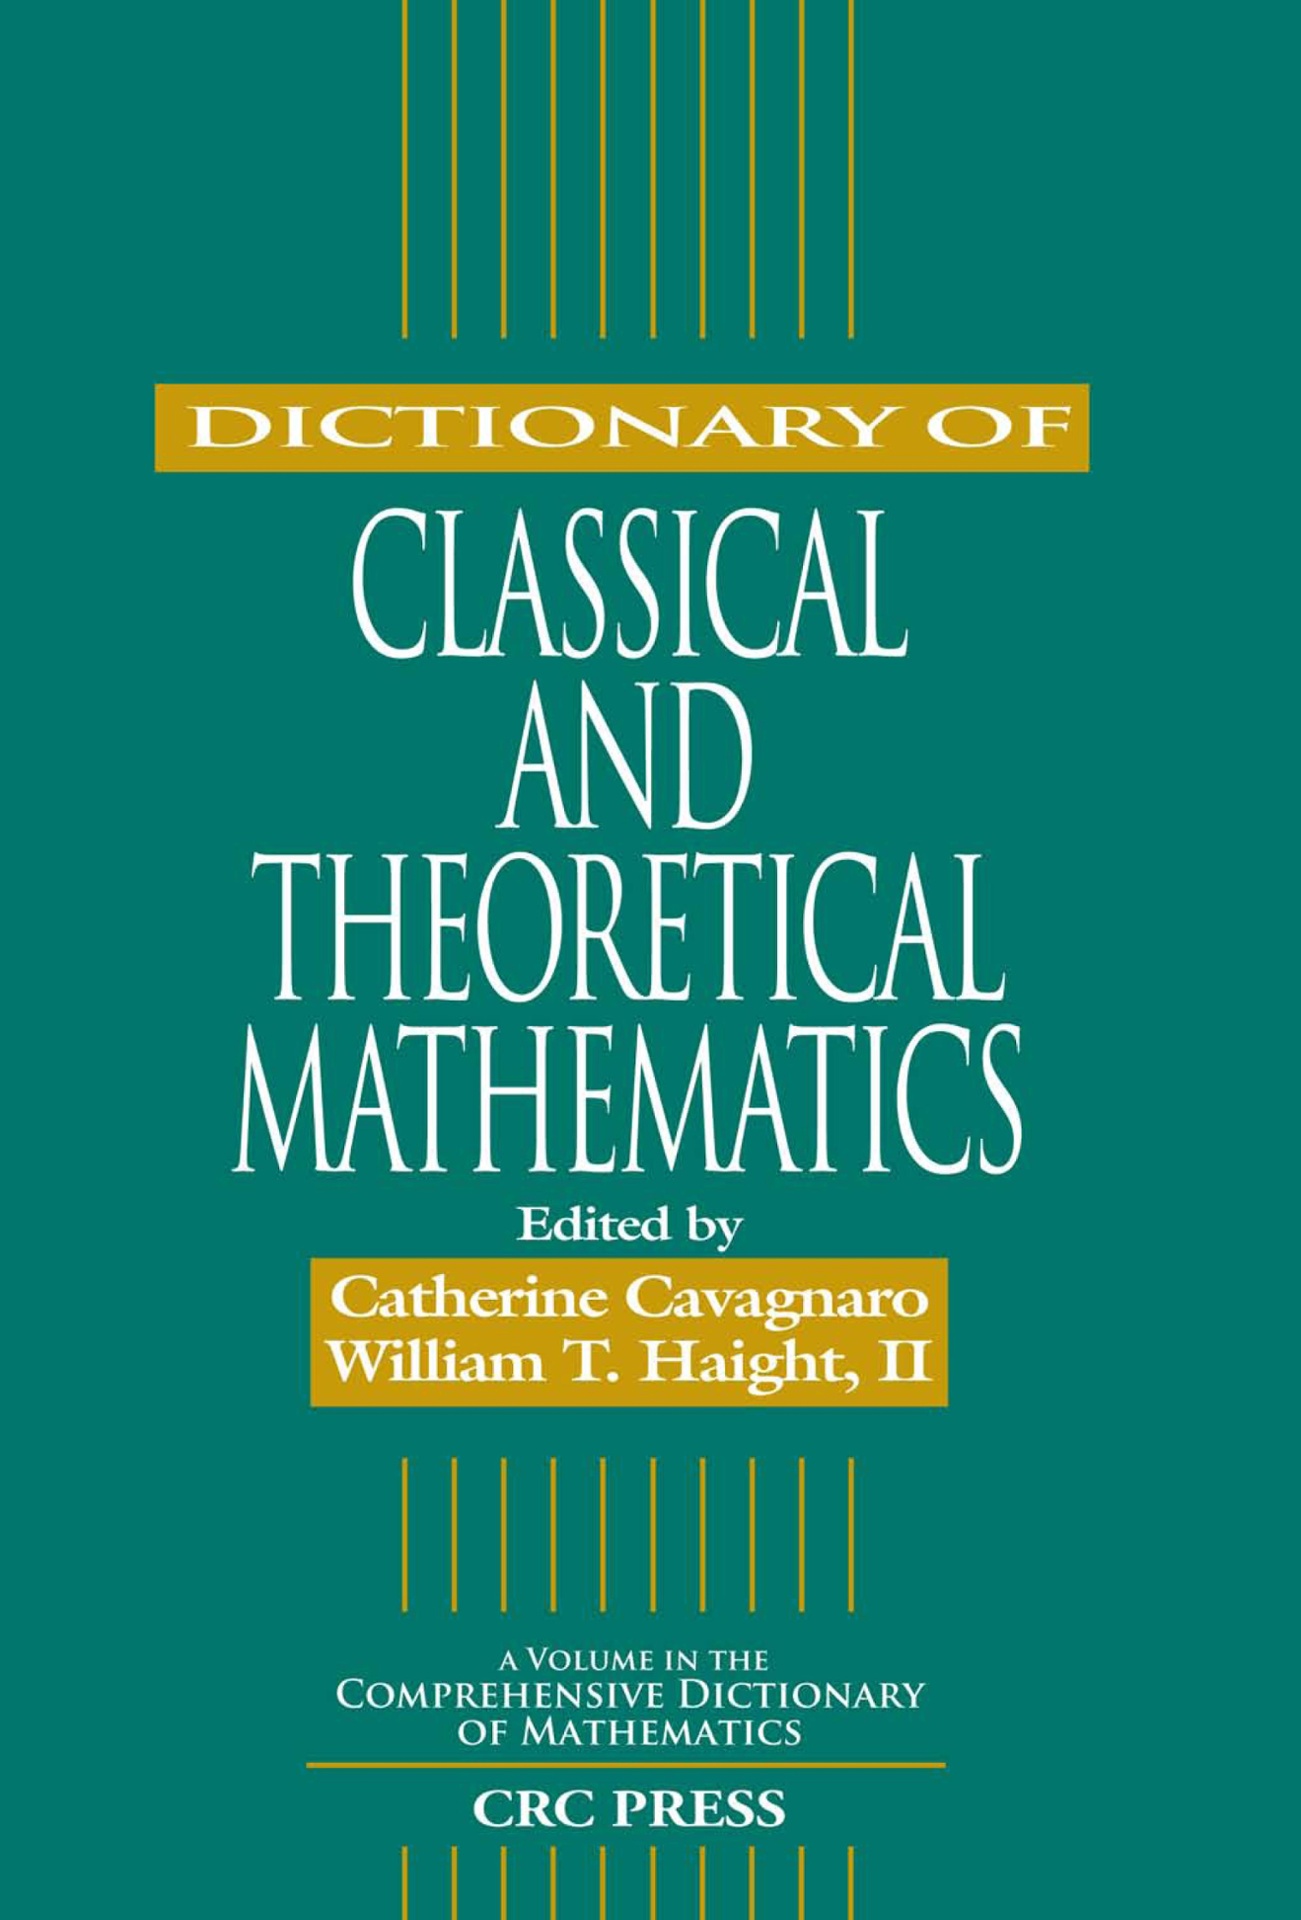 DICTIONARY OF
CLASSICAL
AND
THEORETICAL
MATHEMATICS
Edited by
Catherine Cavagnaro
William T. Haight, II
A VOLUME IN THE
COMPREHENSIVE DICTIONARY
OF MATHEMATICS
CRC PRESS